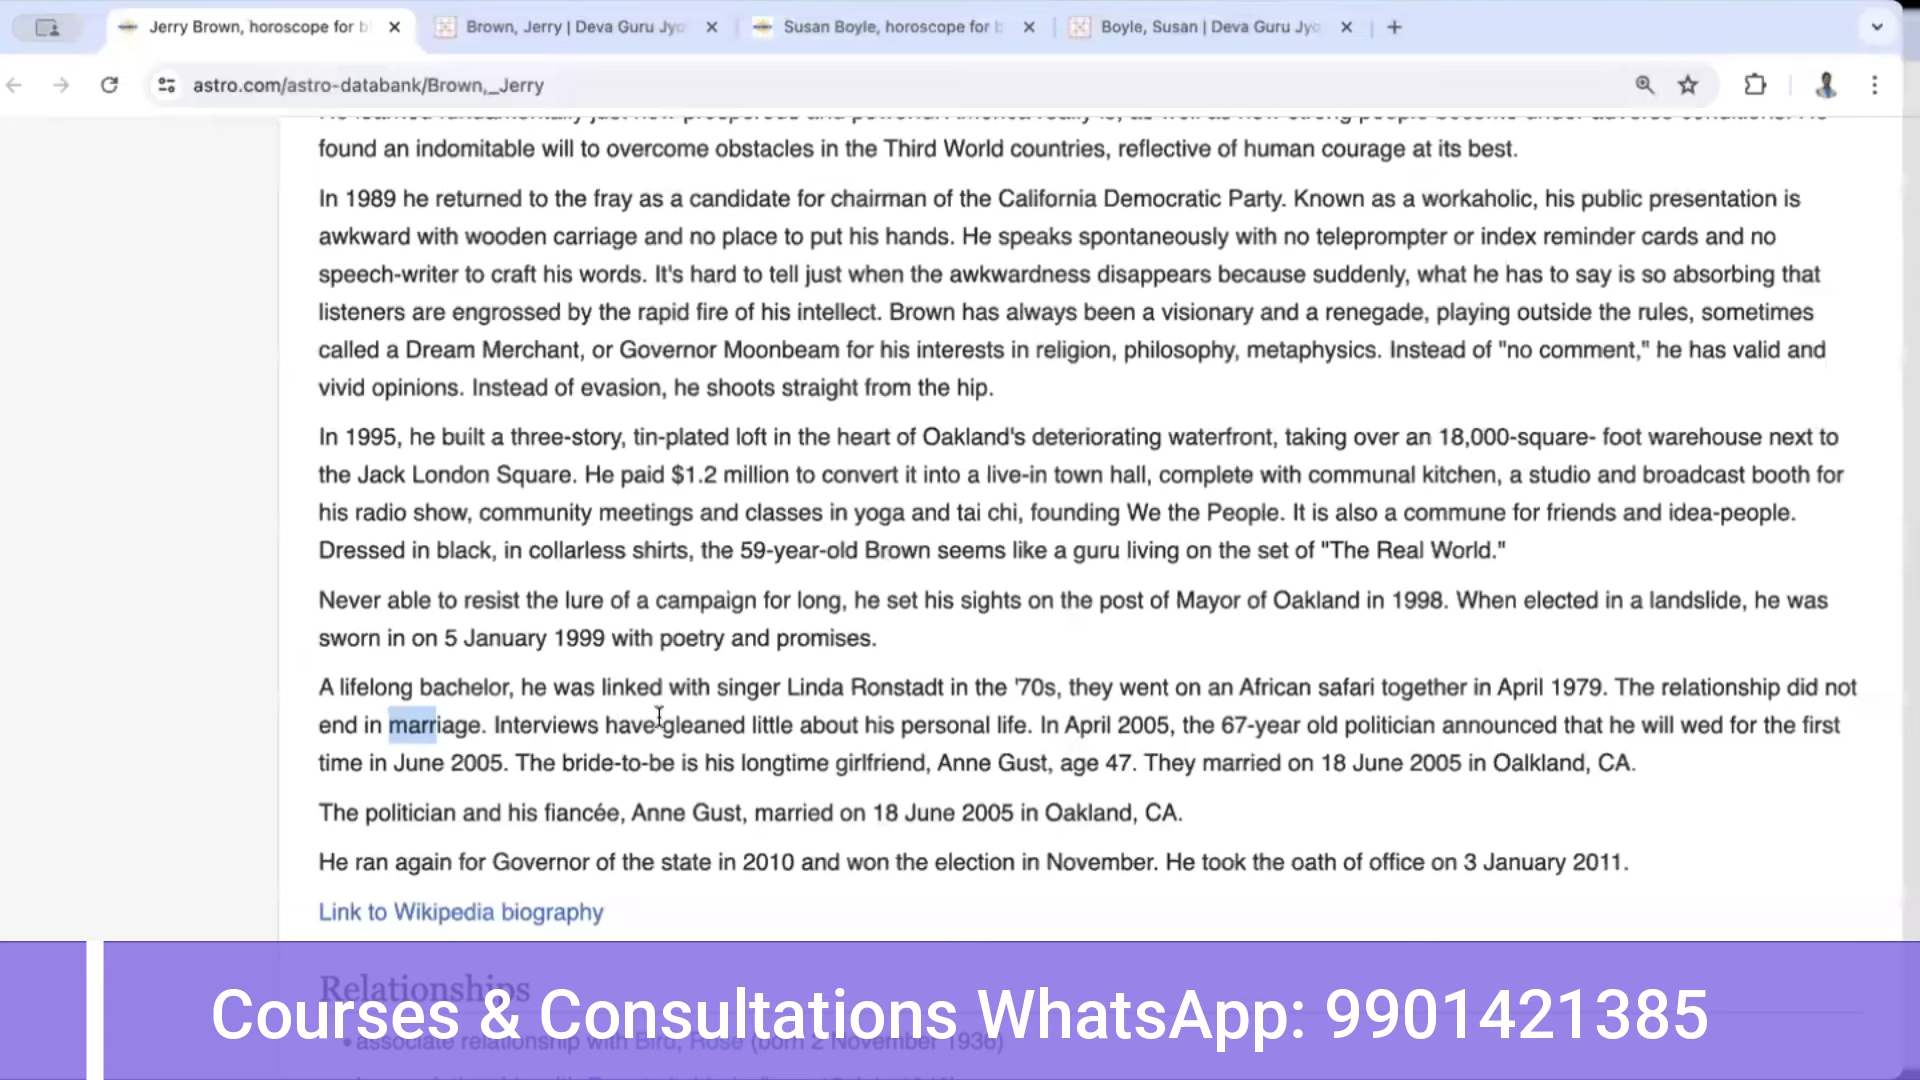 Jerry Brown, horoscope for b
Brown, Jerry | Deva Guru Jyo
Susan Boyle, horoscope for b
Boyle, Susan | Deva Guru Jyo
astro.com/astro-databank/Brown,_Jerry
found an indomitable will to overcome obstacles in the Third World countries, reflective of human courage at its best.
In 1989 he returned to the fray as a candidate for chairman of the California Democratic Party. Known as a workaholic, his public presentation is
awkward with wooden carriage and no place to put his hands. He speaks spontaneously with no teleprompter or index reminder cards and no
speech-writer to craft his words. It's hard to tell just when the awkwardness disappears because suddenly, what he has to say is so absorbing that
listeners are engrossed by the rapid fire of his intellect. Brown has always been a visionary and a renegade, playing outside the rules, sometimes
called a Dream Merchant, or Governor Moonbeam for his interests in religion, philosophy, metaphysics. Instead of "no comment," he has valid and
vivid opinions. Instead of evasion, he shoots straight from the hip.
In 1995, he built a three-story, tin-plated loft in the heart of Oakland's deteriorating waterfront, taking over an 18,000-square- foot warehouse next to
the Jack London Square. He paid $1.2 million to convert it into a live-in town hall, complete with communal kitchen, a studio and broadcast booth for
his radio show, community meetings and classes in yoga and tai chi, founding We the People. It is also a commune for friends and idea-people.
Dressed in black, in collarless shirts, the 59-year-old Brown seems like a guru living on the set of "The Real World."
Never able to resist the lure of a campaign for long, he set his sights on the post of Mayor of Oakland in 1998. When elected in a landslide, he was
sworn in on 5 January 1999 with poetry and promises.
A lifelong bachelor, he was linked with singer Linda Ronstadt in the '70s, they went on an African safari together in April 1979. The relationship did not
end in marriage. Interviews have gleaned little about his personal life. In April 2005, the 67-year old politician announced that he will wed for the first
time in June 2005. The bride-to-be is his longtime girlfriend, Anne Gust, age 47. They married on 18 June 2005 in Oalkland, CA.
The politician and his fiancée, Anne Gust, married on 18 June 2005 in Oakland, CA.
He ran again for Governor of the state in 2010 and won the election in November. He took the oath of office on 3 January 2011.
Link to Wikipedia biography
Relationships
Courses & Consultations WhatsApp: 9901421385
associate relationship with Bird, Rose (born 2 November 1936)